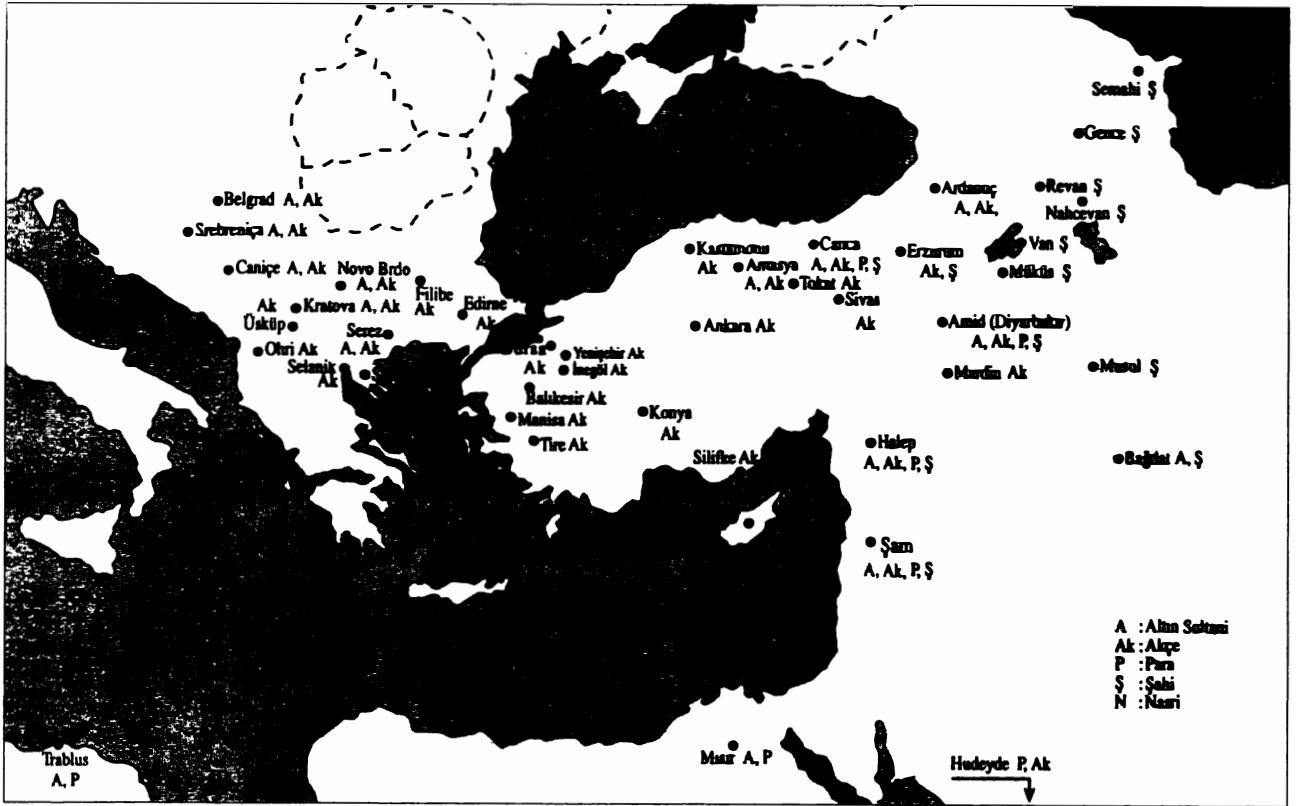 Semahi Ş
Gence Ş
Belgrad A, Ak
Srebreniça A, Ak
Ardanuç
A, Ak,
Revan Ş
Nahcevan Ş
Caniçe A, Ak
Novo Brdo
A, Ak
Filibe
Ak
Edirne
Ak
Kastamonu
Ak
Amasya
A, Ak
Canca
A, Ak, P, Ş
Tokat Ak
Sivas
Ak
Erzurum
Ak, Ş
Van Ş
Müküs Ş
Ak
Üsküp
Kratova A, Ak
Serez
A, Ak
Ohri Ak
Selanik
Ak
Ak
Yenişehir Ak
İnegöl Ak
Balıkesir Ak
Manisa Ak
Tire Ak
Ankara Ak
Konya
Ak
Silifke Ak
Amid (Diyarbakır)
A, Ak, P, Ş
Mardin Ak
Musul Ş
Halep
A, Ak, P, Ş
Bağdat A, Ş
Şam
A, Ak, P, Ş
A : Altın Sultani
Ak : Akçe
P : Para
Ş : Şahi
N : Nasri
Trablus
A, P
Mısır A, P
Hudeyde P, Ak